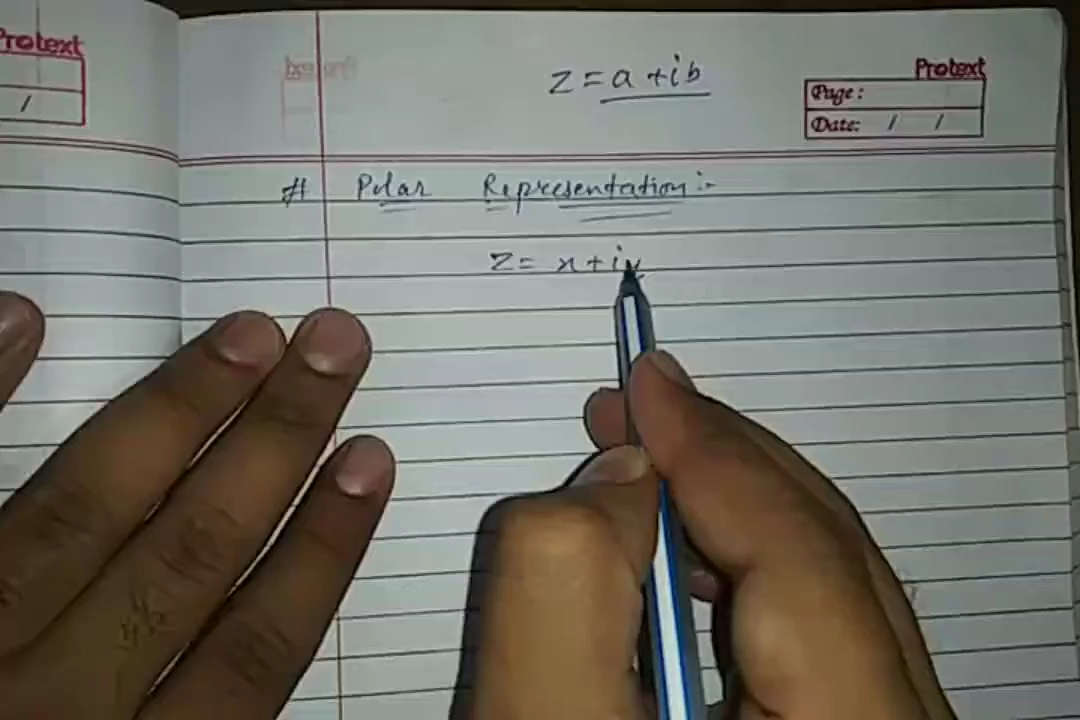 Protext
/
z = a + ib
Protext
Page:
Date: / /
# Polar Representation :-
z = x + iy